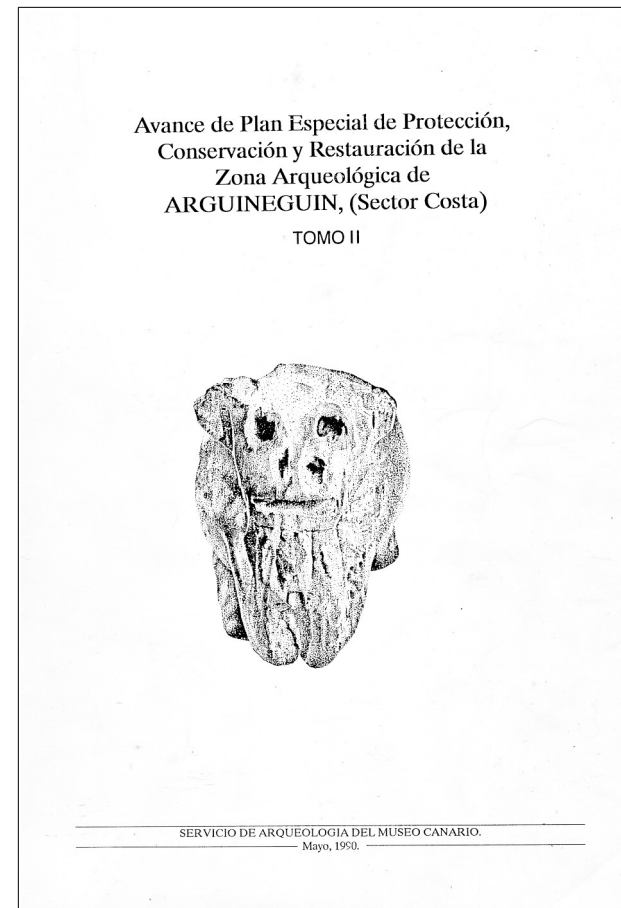 Avance de Plan Especial de Protección,
Conservación y Restauración de la
Zona Arqueológica de
ARGUINEGUIN, (Sector Costa)
TOMO II
SERVICIO DE ARQUEOLOGIA DEL MUSEO CANARIO.
Mayo, 1990.